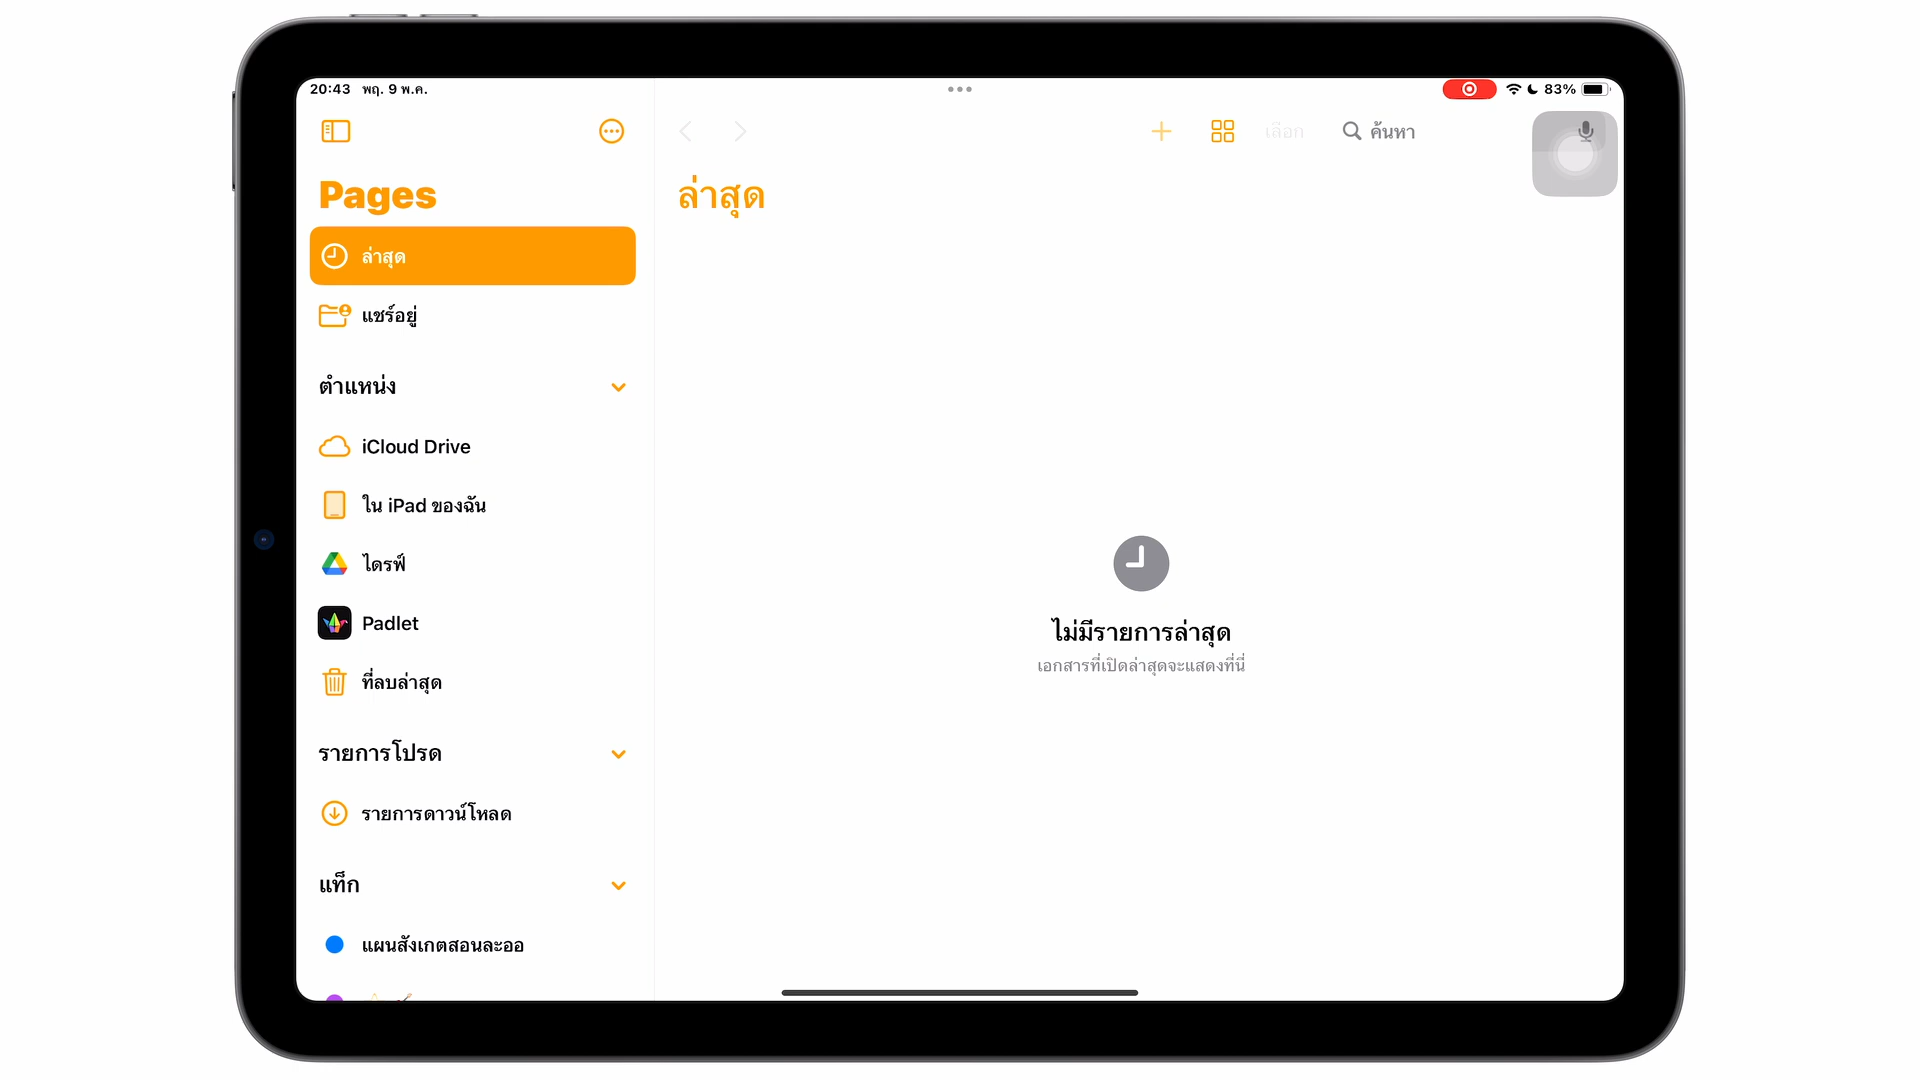 20:43 พฤ. 9 พ.ค.
83%
Pages
ล่าสุด
แชร์อยู่
ตำแหน่ง
iCloud Drive
ใน iPad ของฉัน
ไดรฟ์
Padlet
ที่ลบล่าสุด
รายการโปรด
รายการดาวน์โหลด
แท็ก
แผนสังเกตสอนละออ
เลือก
ค้นหา
ล่าสุด
ไม่มีรายการล่าสุด
เอกสารที่เปิดล่าสุดจะแสดงที่นี่